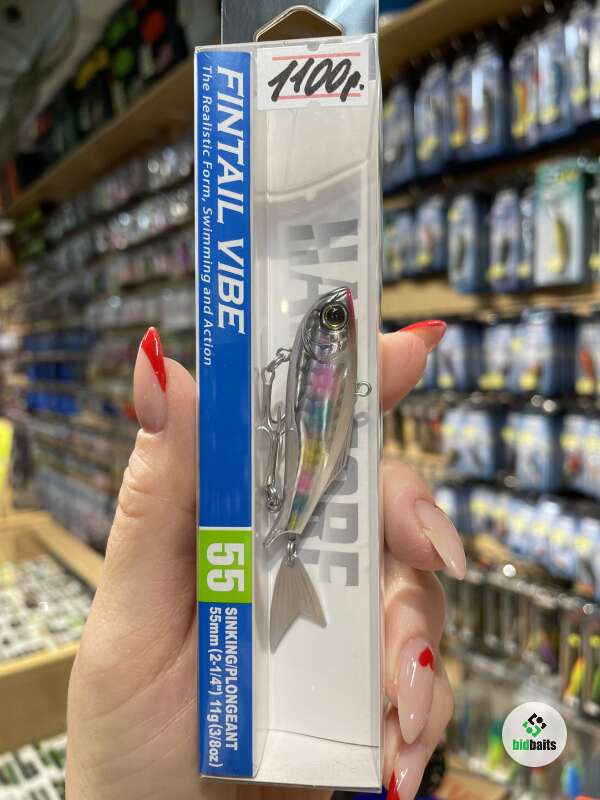 1100р.
FINTAIL VIBE
The Realistic Form, Swimming and Action
55
SINKING/PLONGEANT
55mm (2-1/4") 11g (3/8oz)
bidbaits